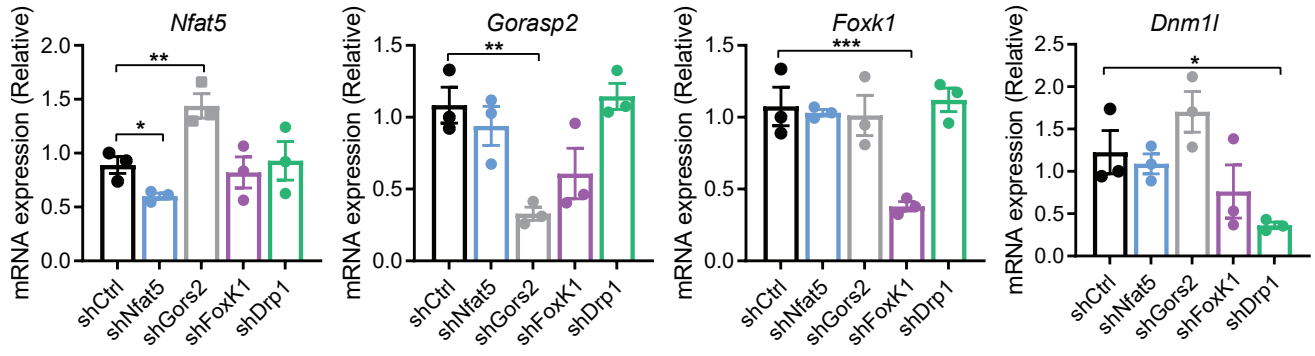 Nfat5
mRNA expression (Relative)
2.0
1.5
1.0
0.5
0.0
**
*
shCtrl
shNfat5
shGors2
shFoxK1
shDrp1
Gorasp2
mRNA expression (Relative)
1.5
1.0
0.5
0.0
**
shCtrl
shNfat5
shGors2
shFoxK1
shDrp1
Foxk1
mRNA expression (Relative)
1.5
1.0
0.5
0.0
***
shCtrl
shNfat5
shGors2
shFoxK1
shDrp1
Dnm1l
mRNA expression (Relative)
2.5
2.0
1.5
1.0
0.5
0.0
*
shCtrl
shNfat5
shGors2
shFoxK1
shDrp1